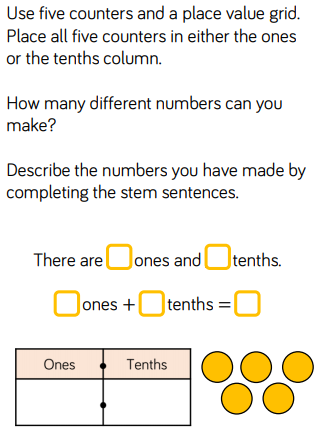 Use five counters and a place value grid.
Place all five counters in either the ones
or the tenths column.
How many different numbers can you
make?
Describe the numbers you have made by
completing the stem sentences.
There are ones and tenths.
ones + tenths =
Ones Tenths